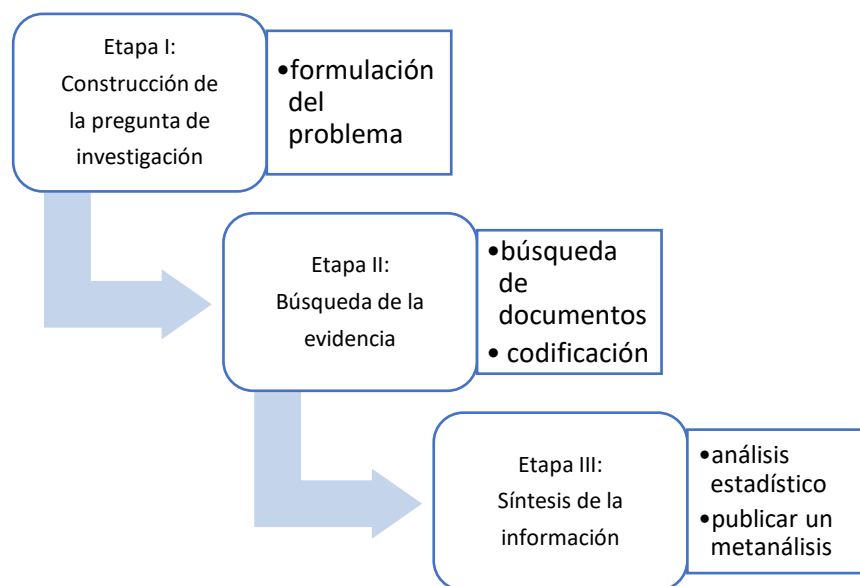 Etapa I:
Construcción de
la pregunta de
investigación
•formulación
del
problema
Etapa II:
Búsqueda de la
evidencia
•búsqueda
de
documentos
• codificación
Etapa III:
Síntesis de la
información
•análisis
estadístico
•publicar un
metanálisis